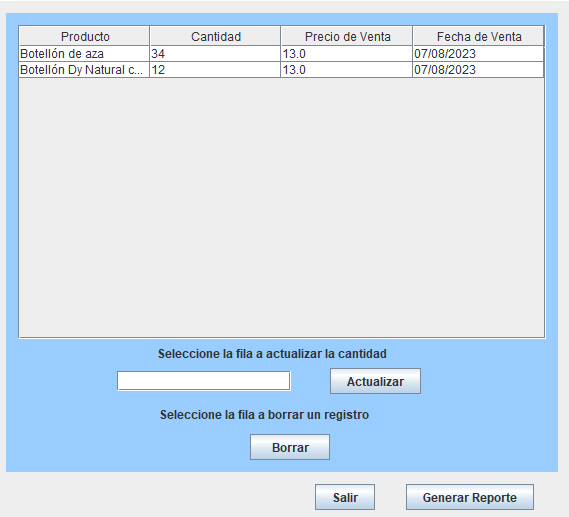 Producto Cantidad Precio de Venta Fecha de Venta
Botellón de aza 34 13.0 07/08/2023
Botellón Dy Natural c... 12 13.0 07/08/2023
Seleccione la fila a actualizar la cantidad
Actualizar
Seleccione la fila a borrar un registro
Borrar
Salir Generar Reporte